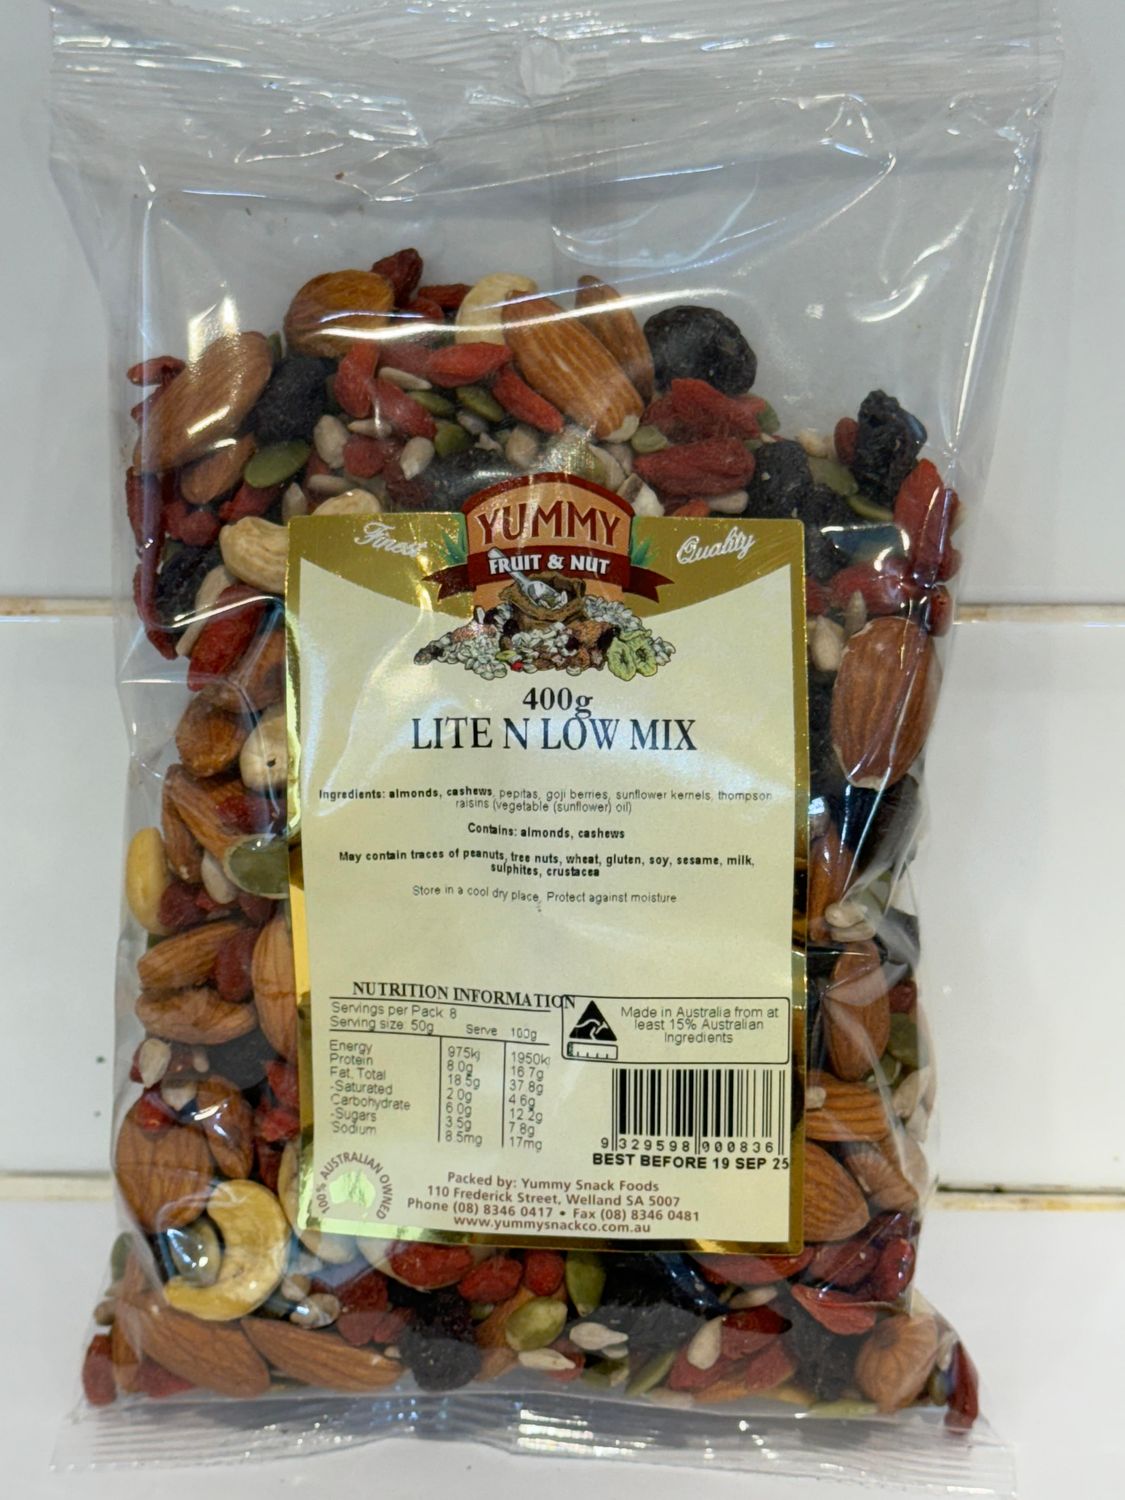 Finest
YUMMY
Quality
FRUIT & NUT
400g
LITE N LOW MIX
Ingredients: almonds, cashews, pepitas, goji berries, sunflower kernels, thompson
raisins (vegetable (sunflower) oil)
Contains: almonds, cashews
May contain traces of peanuts, tree nuts, wheat, gluten, soy, sesame, milk,
sulphites, crustacea
Store in a cool dry place, Protect against moisture
NUTRITION INFORMATION
Servings per Pack 8
Serving size 50g Serve 100g
Energy 975kj 1950kj
Protein 8.0g 16.7g
Fat, Total 18.5g 37.8g
-Saturated 2.0g 4.6g
Carbohydrate 6.0g 12.2g
-Sugars 3.5g 7.8g
Sodium 8.5mg 17mg
Made in Australia from at
least 15% Australian
Ingredients
9 329598 000836
BEST BEFORE 19 SEP 25
100% AUSTRALIAN OWNED
Packed by: Yummy Snack Foods
110 Frederick Street, Welland SA 5007
Phone (08) 8346 0417 • Fax (08) 8346 0481
www.yummysnackco.com.au